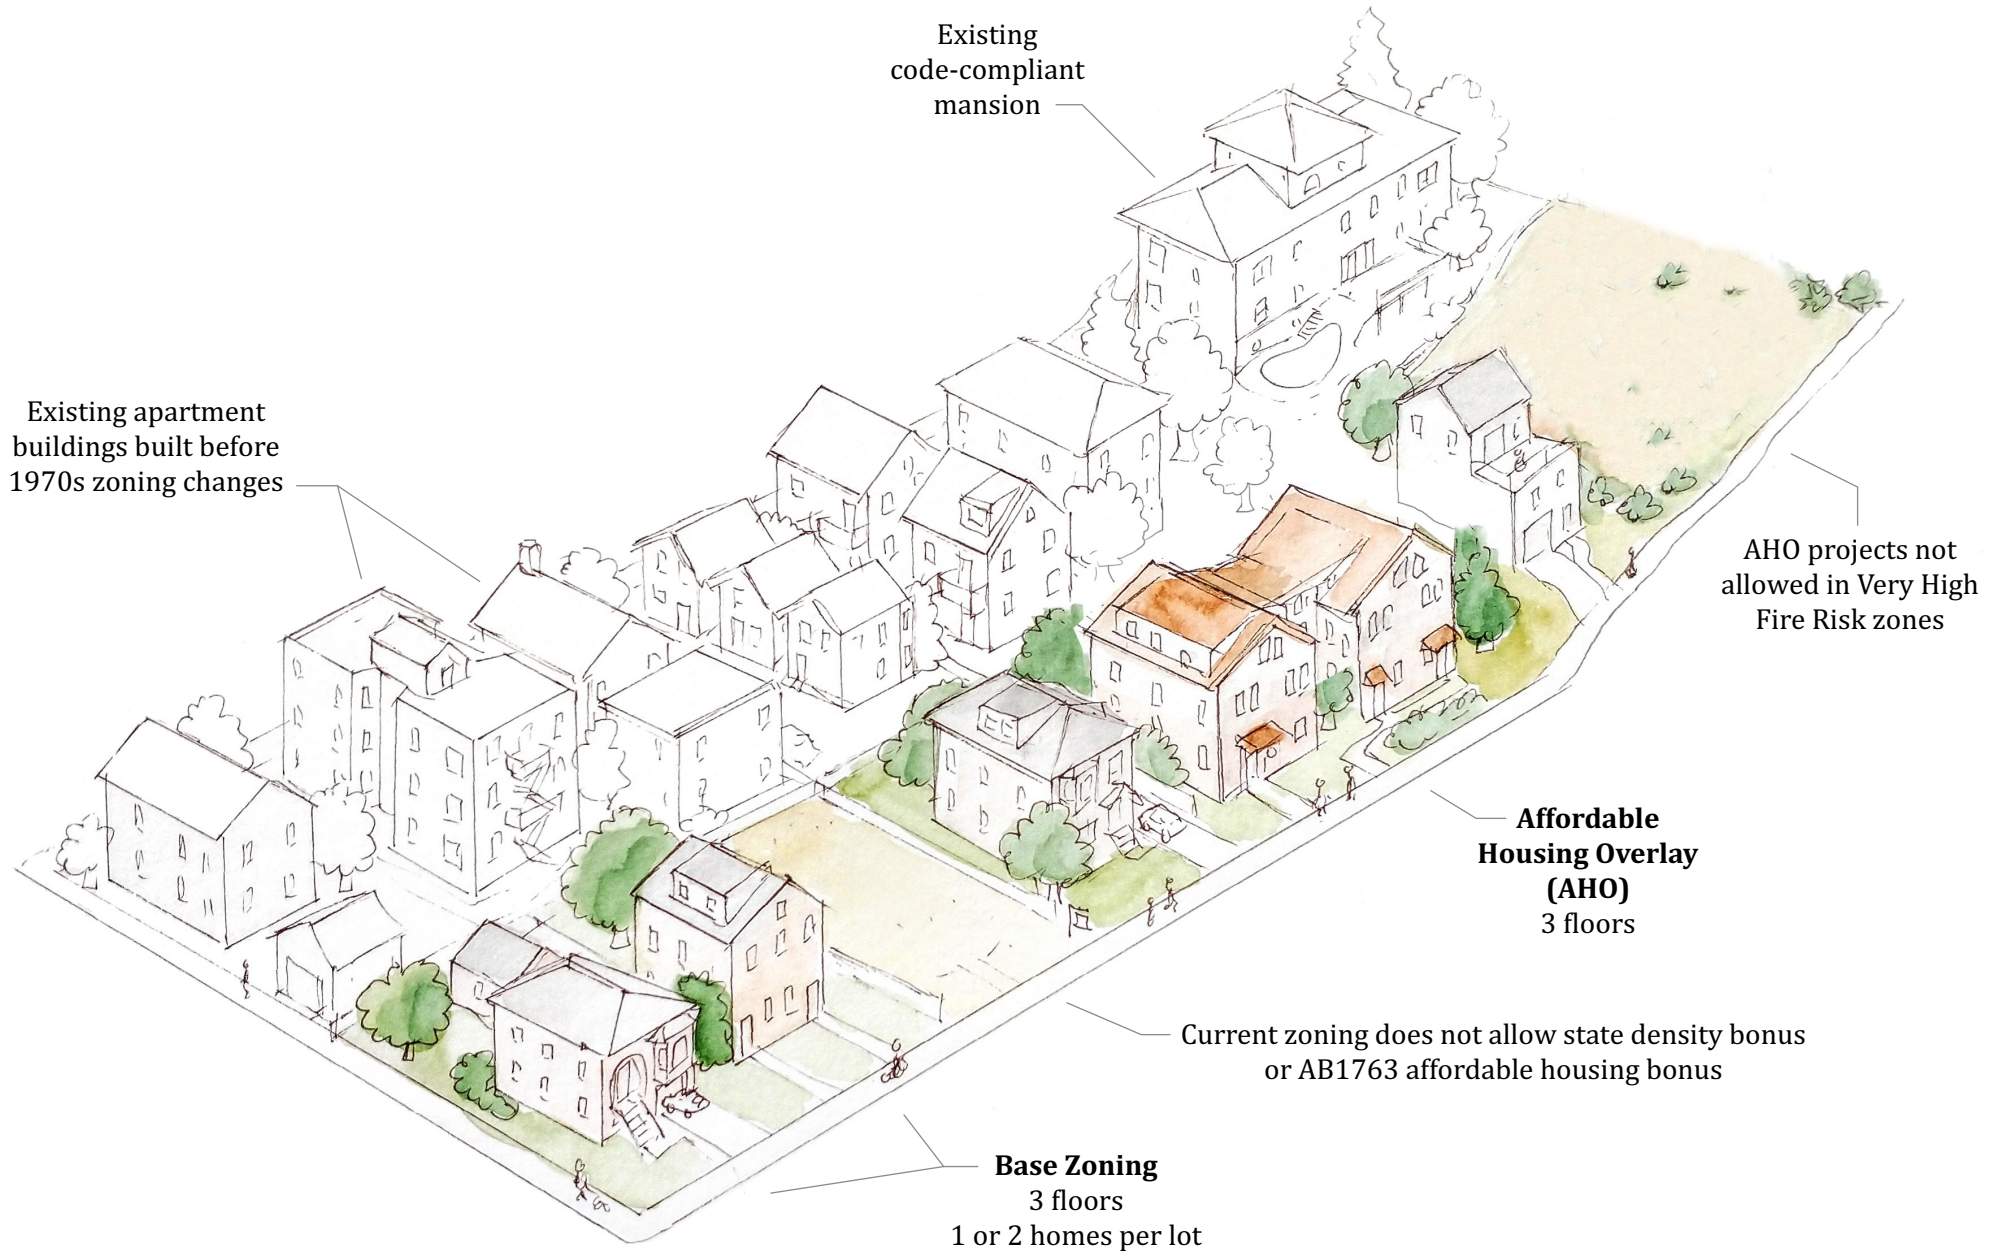 Existing
code-compliant
mansion
Existing apartment
buildings built before
1970s zoning changes
AHO projects not
allowed in Very High
Fire Risk zones
Affordable
Housing Overlay
(AHO)
3 floors
Current zoning does not allow state density bonus
or AB1763 affordable housing bonus
Base Zoning
3 floors
1 or 2 homes per lot